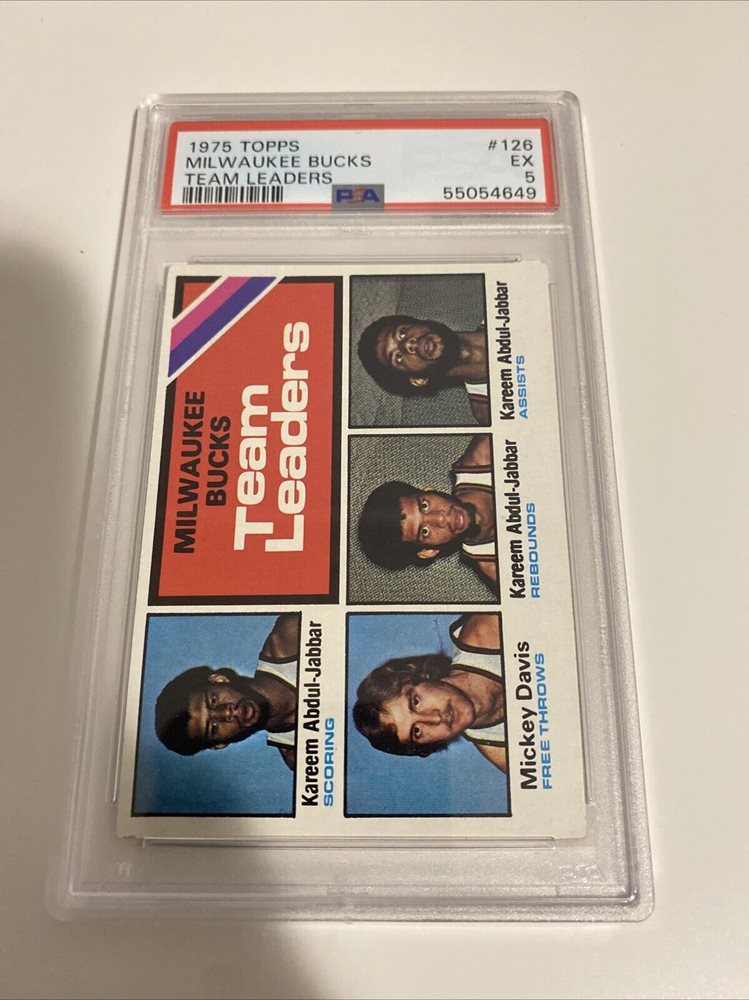 1975 TOPPS #126
MILWAUKEE BUCKS EX
TEAM LEADERS 5
PSA 55054649
MILWAUKEE
BUCKS
Team
Leaders
Kareem Abdul-Jabbar
SCORING
Kareem Abdul-Jabbar
ASSISTS
Kareem Abdul-Jabbar
REBOUNDS
Mickey Davis
FREE THROWS